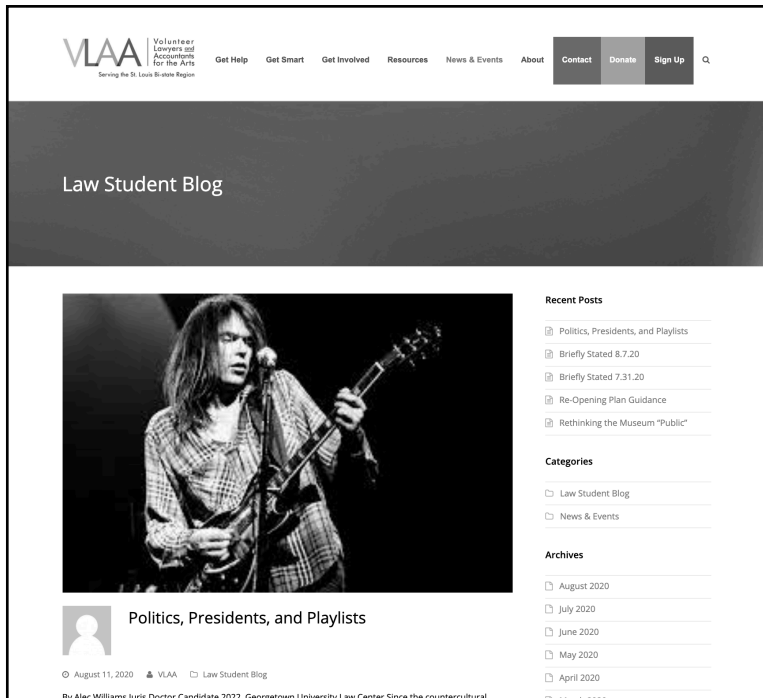 VLAA
Volunteer
Lawyers and
Accountants
for the Arts
Serving the St. Louis Bi-state Region
Get Help Get Smart Get Involved Resources News & Events About Contact Donate Sign Up
Law Student Blog
Politics, Presidents, and Playlists
August 11, 2020 VLAA Law Student Blog
By Alec Williams Juris Doctor Candidate 2022, Georgetown University Law Center Since the countercultural
Recent Posts
Politics, Presidents, and Playlists
Briefly Stated 8.7.20
Briefly Stated 7.31.20
Re-Opening Plan Guidance
Rethinking the Museum “Public”
Categories
Law Student Blog
News & Events
Archives
August 2020
July 2020
June 2020
May 2020
April 2020
March 2020